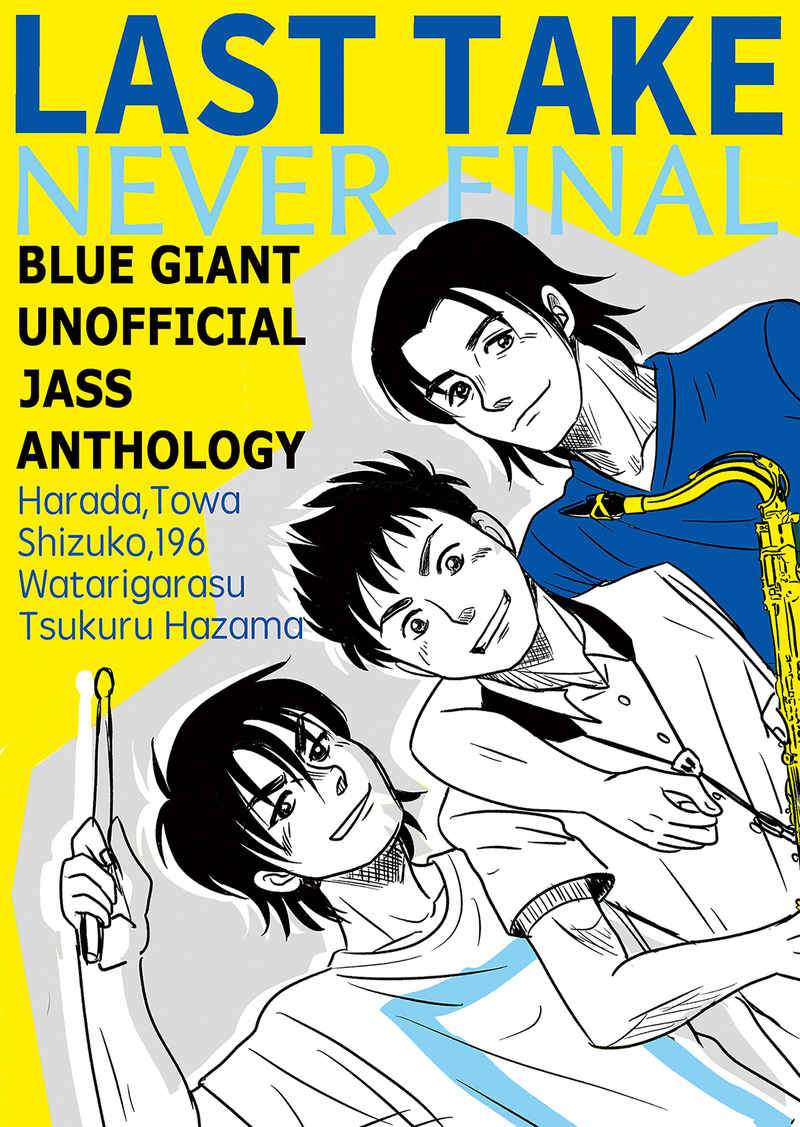 LAST TAKE
NEVER FINAL
BLUE GIANT
UNOFFICIAL
JASS
ANTHOLOGY
Harada,Towa
Shizuko,196
Watarigarasu
Tsukuru Hazama